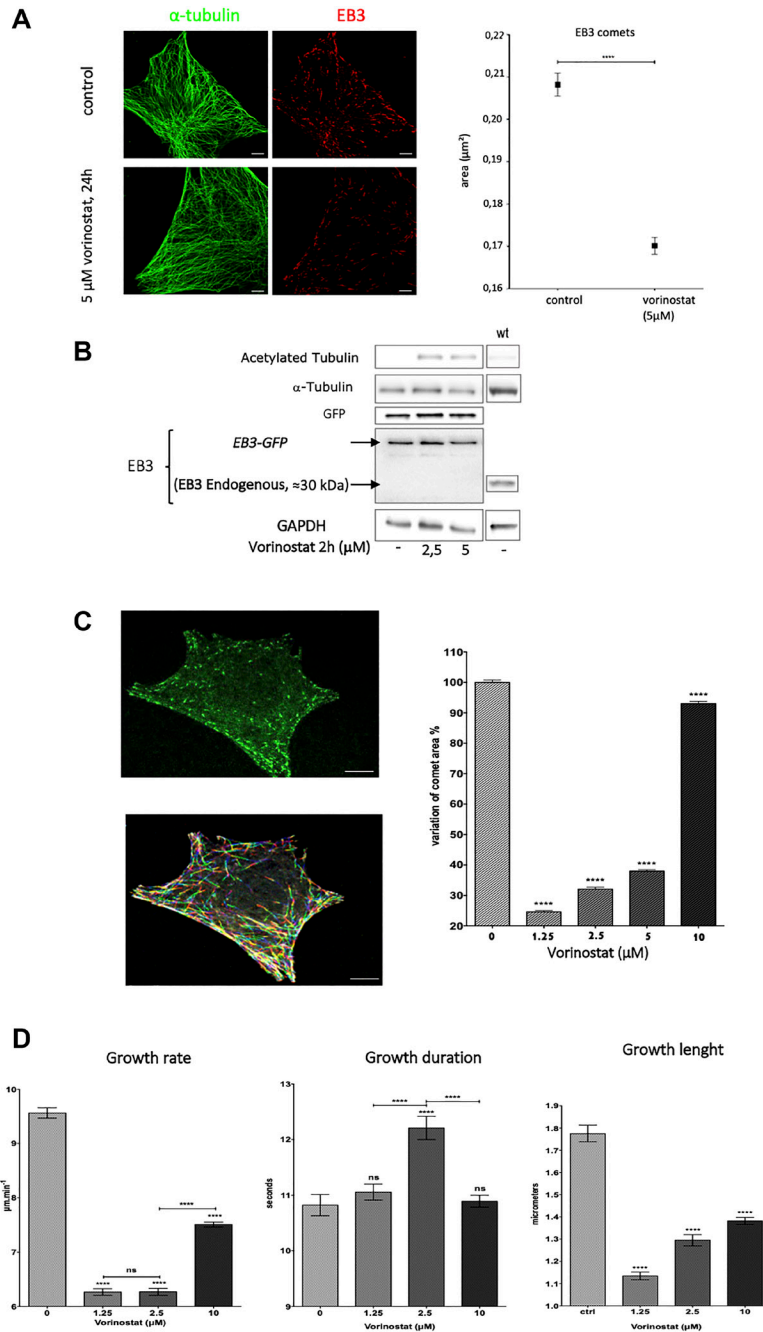 A
α-tubulin
EB3
control
5 µM vorinostat, 24h
EB3 comets
****
0,22
0,21
0,20
0,19
0,18
0,17
0,16
area (µm²)
control
vorinostat
(5µM)
B
wt
Acetylated Tubulin
α-Tubulin
GFP
EB3
EB3-GFP
(EB3 Endogenous, ≈30 kDa)
GAPDH
Vorinostat 2h (µM)
- 2,5 5 -
C
variation of comet area %
110
100
90
80
70
60
50
40
30
20
**** **** **** ****
0 1.25 2.5 5 10
Vorinostat (µM)
D
Growth rate
µm.min-1
10
9
8
7
6
**** ns **** **** ****
0 1.25 2.5 10
Vorinostat (µM)
Growth duration
seconds
13
12
11
10
9
**** ****
ns **** ns
0 1.25 2.5 10
Vorinostat (µM)
Growth lenght
micrometers
1.9
1.8
1.7
1.6
1.5
1.4
1.3
1.2
1.1
1.0
**** **** ****
ctrl 1.25 2.5 10
Vorinostat (µM)